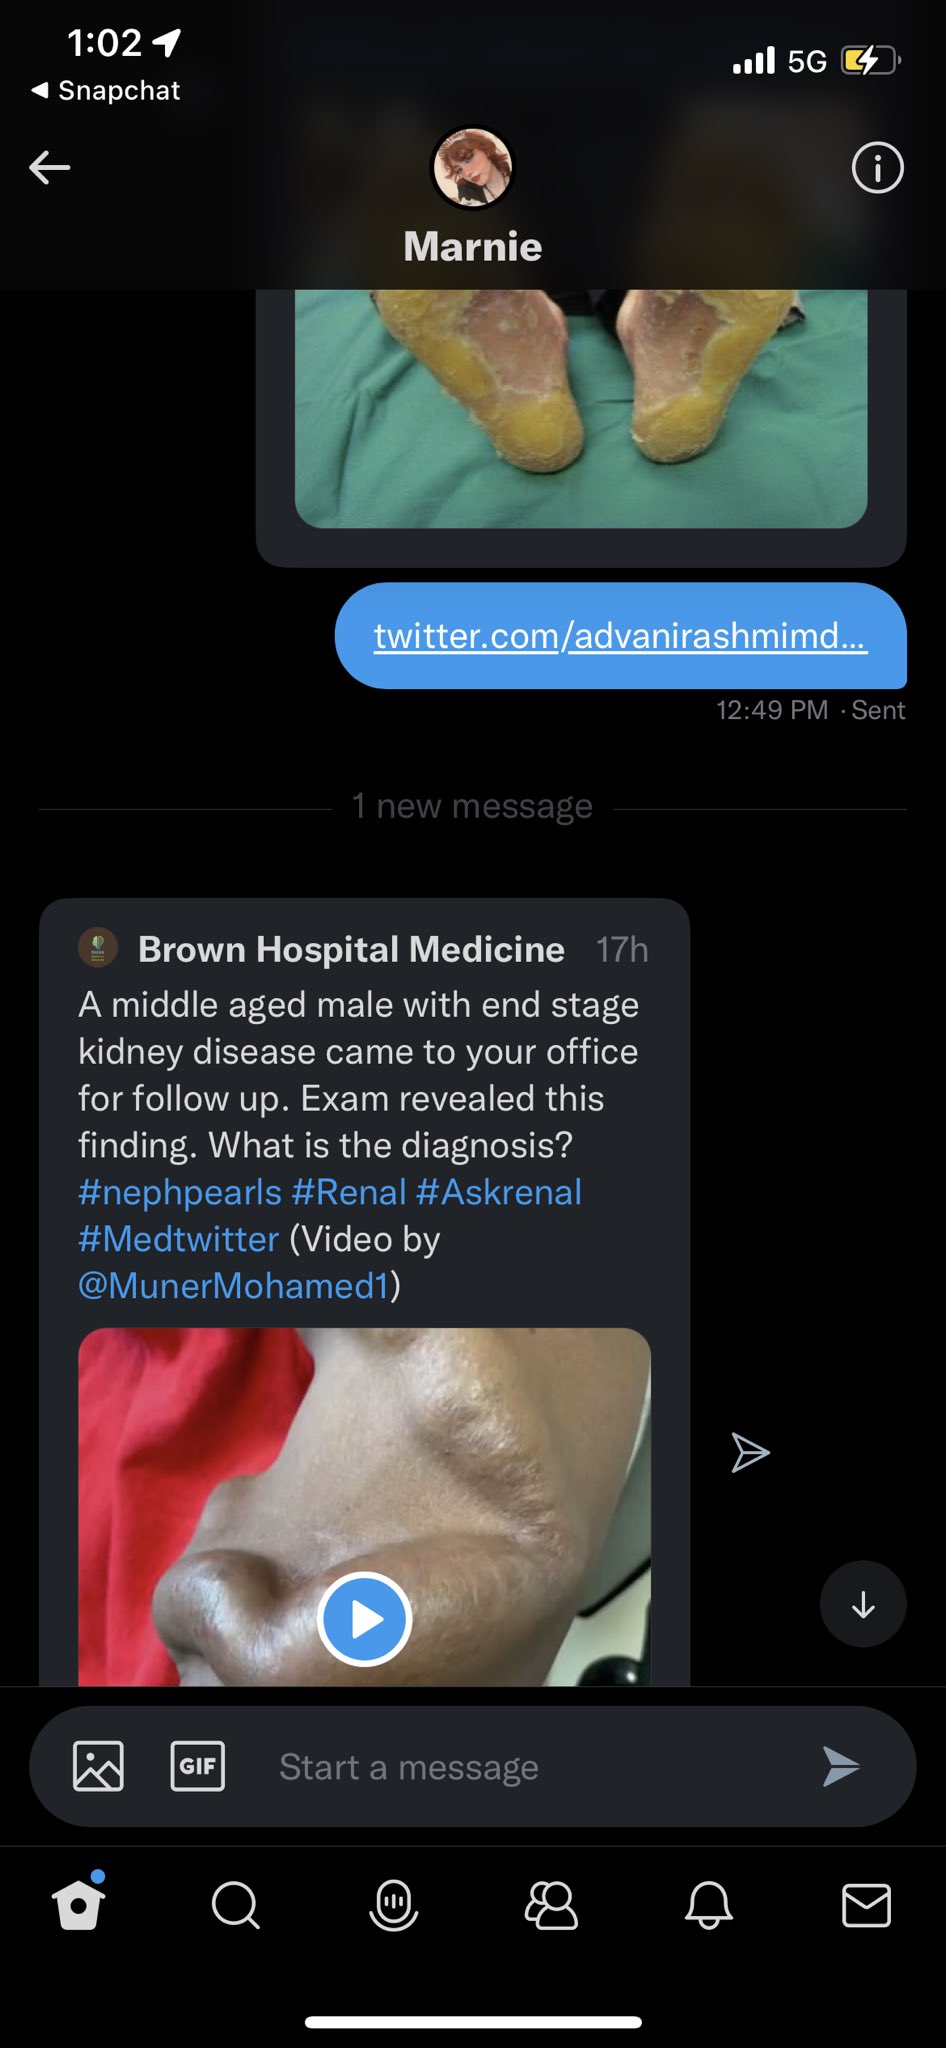 1:02
5G
◀ Snapchat
Marnie
twitter.com/advanirashmimd...
12:49 PM · Sent
1 new message
Brown Hospital Medicine 17h
A middle aged male with end stage
kidney disease came to your office
for follow up. Exam revealed this
finding. What is the diagnosis?
#nephpearls #Renal #Askrenal
#Medtwitter (Video by
@MunerMohamed1)
GIF
Start a message